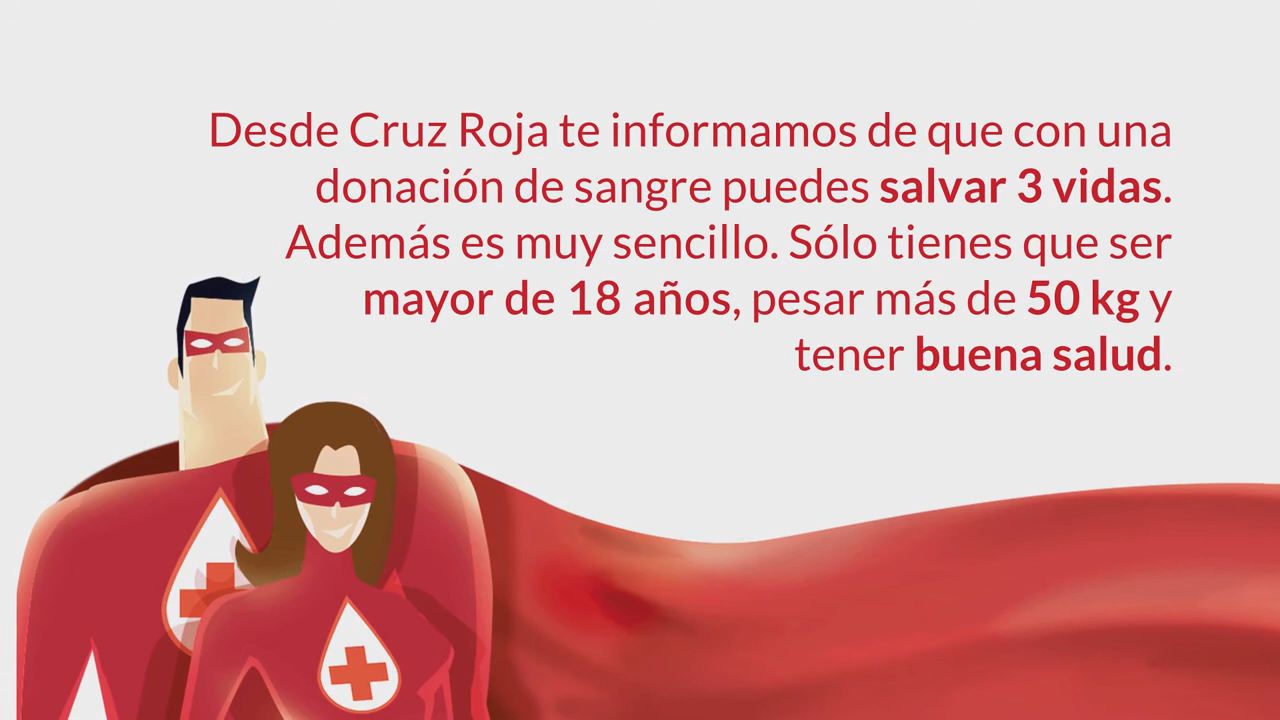 Desde Cruz Roja te informamos de que con una
donación de sangre puedes salvar 3 vidas.
Además es muy sencillo. Sólo tienes que ser
mayor de 18 años, pesar más de 50 kg y
tener buena salud.